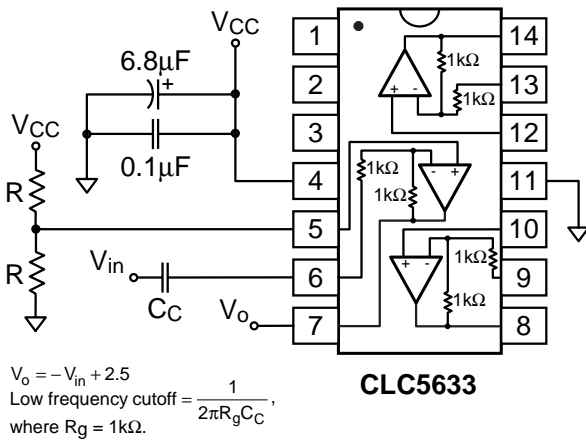 VCC
6.8μF
+
VCC
0.1μF
R
R
Vin
CC
Vo
1
2
3
4
5
6
7
14
13
12
11
10
9
8
1kΩ
1kΩ
+ -
1kΩ
1kΩ
- +
+ -
1kΩ
1kΩ
CLC5633
Vo = −Vin + 2.5
Low frequency cutoff = 1 / 2πRgCC ,
where Rg = 1kΩ.